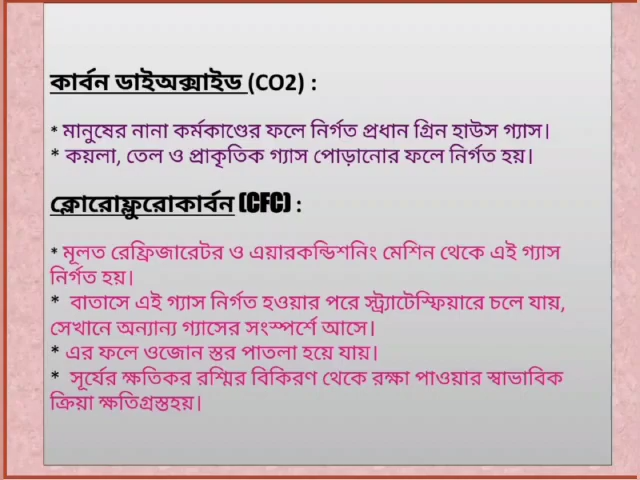 কার্বন ডাইঅক্সাইড (CO2) :
* মানুষের নানা কর্মকাণ্ডের ফলে নির্গত প্রধান গ্রিন হাউস গ্যাস।
* কয়লা, তেল ও প্রাকৃতিক গ্যাস পোড়ানোর ফলে নির্গত হয়।
ক্লোরোফ্লুরোকার্বন (CFC) :
* মূলত রেফ্রিজারেটর ও এয়ারকন্ডিশনিং মেশিন থেকে এই গ্যাস
নির্গত হয়।
* বাতাসে এই গ্যাস নির্গত হওয়ার পরে স্ট্র্যাটোস্ফিয়ারে চলে যায়,
সেখানে অন্যান্য গ্যাসের সংস্পর্শে আসে।
* এর ফলে ওজোন স্তর পাতলা হয়ে যায়।
* সূর্যের ক্ষতিকর রশ্মির বিকিরণ থেকে রক্ষা পাওয়ার স্বাভাবিক
ক্রিয়া ক্ষতিগ্রস্তহয়।